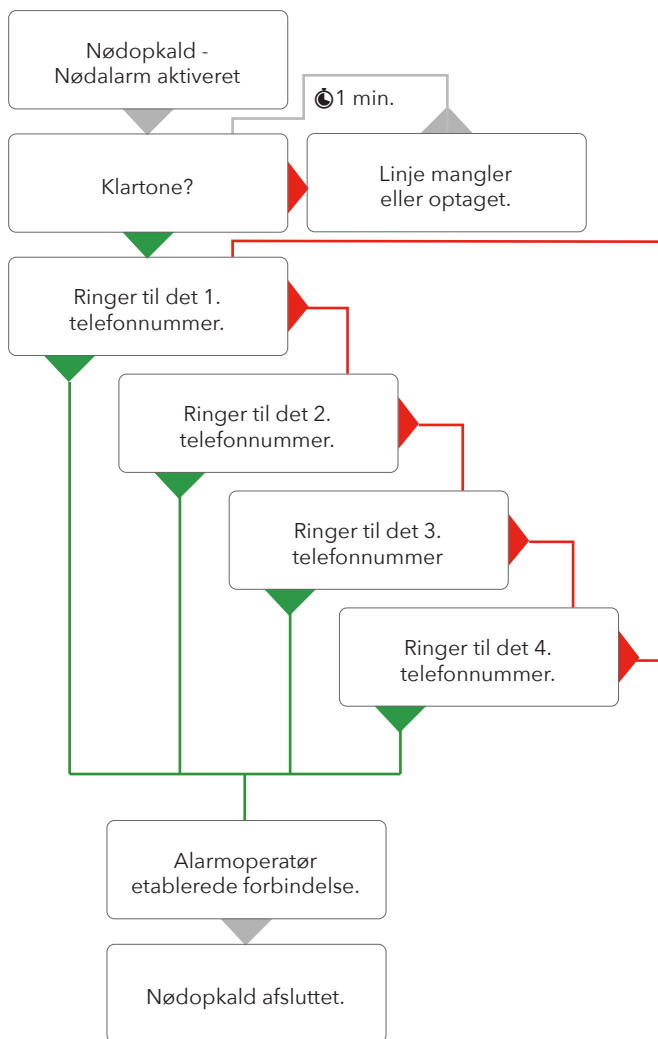 Nødopkald -
Nødalarm aktiveret
1 min.
Klartone?
Linje mangler
eller optaget.
Ringer til det 1.
telefonnummer.
Ringer til det 2.
telefonnummer.
Ringer til det 3.
telefonnummer
Ringer til det 4.
telefonnummer.
Alarmoperatør
etablerede forbindelse.
Nødopkald afsluttet.